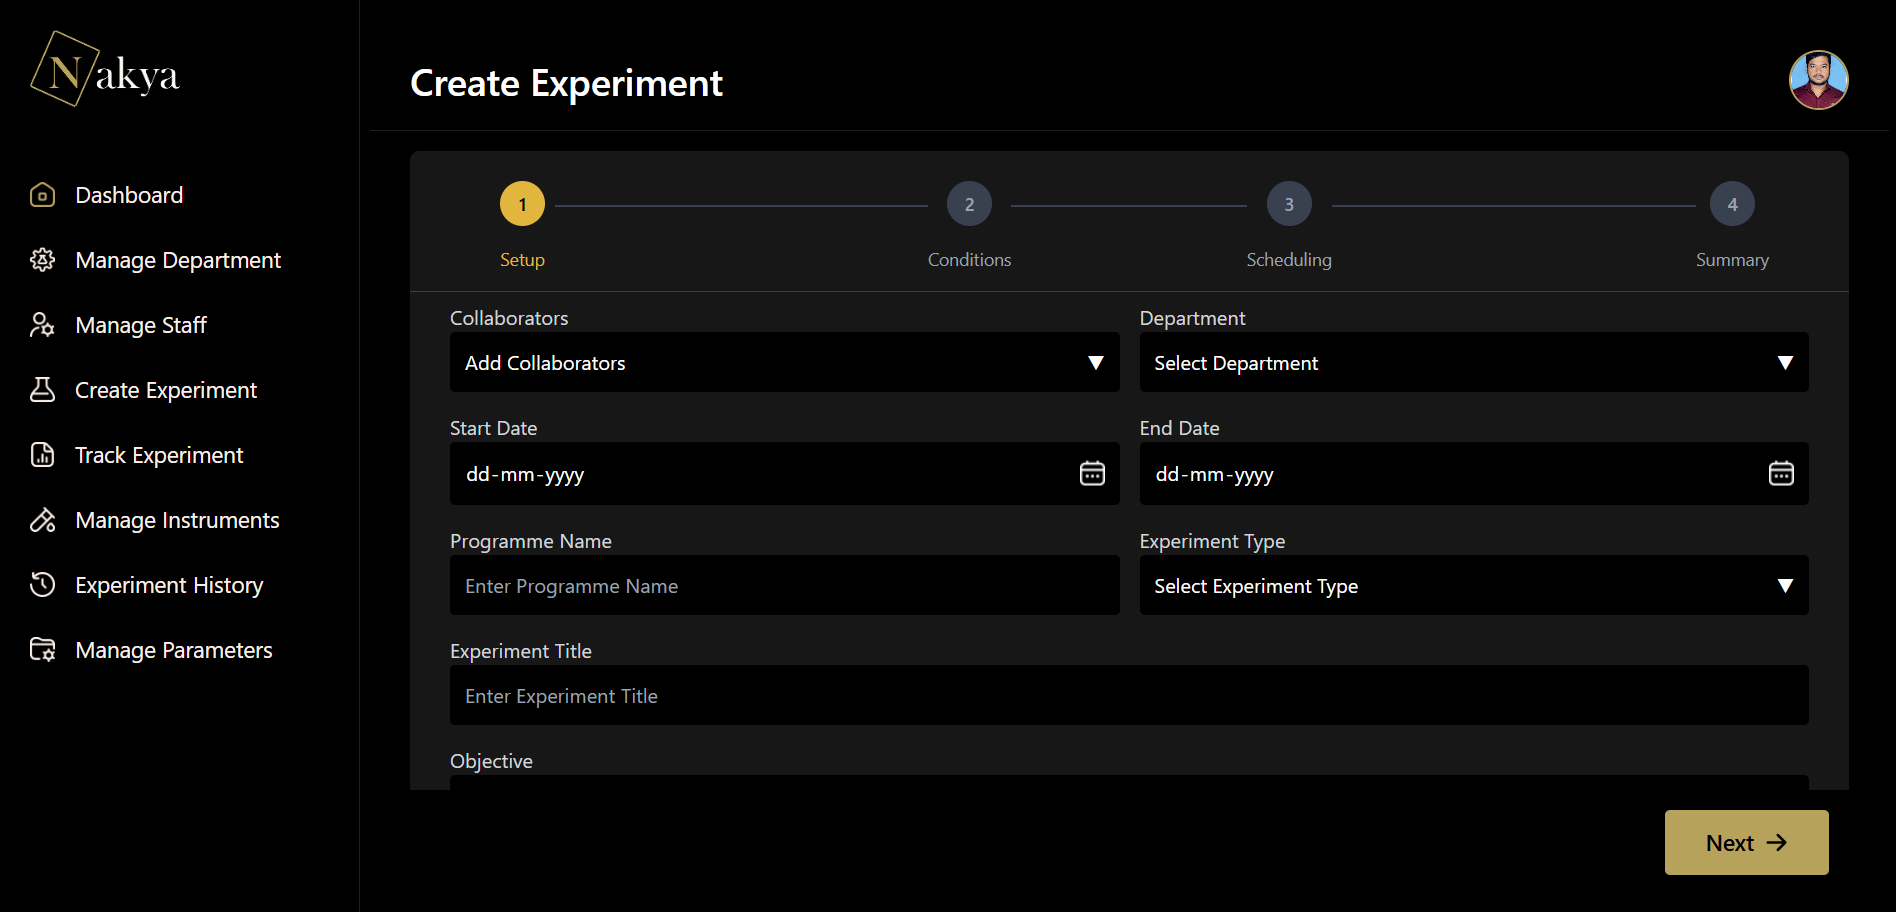 Nakya
Dashboard
Manage Department
Manage Staff
Create Experiment
Track Experiment
Manage Instruments
Experiment History
Manage Parameters
Create Experiment
1
2
3
4
Setup
Conditions
Scheduling
Summary
Collaborators
Department
Add Collaborators
Select Department
Start Date
End Date
dd-mm-yyyy
dd-mm-yyyy
Programme Name
Experiment Type
Enter Programme Name
Select Experiment Type
Experiment Title
Enter Experiment Title
Objective
Next